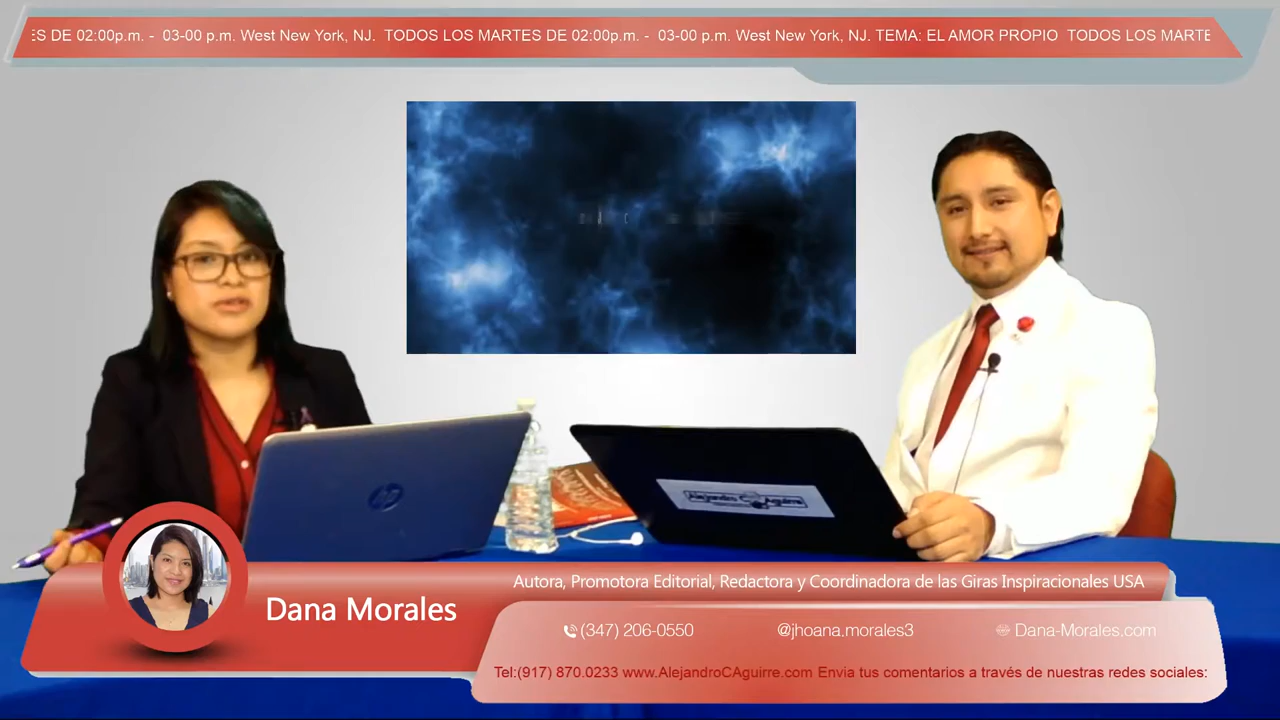 ES DE 02:00p.m. - 03-00 p.m. West New York, NJ. TODOS LOS MARTES DE 02:00p.m. - 03-00 p.m. West New York, NJ. TEMA: EL AMOR PROPIO TODOS LOS MARTE
Alejandro C Aguirre
Autora, Promotora Editorial, Redactora y Coordinadora de las Giras Inspiracionales USA
Dana Morales
(347) 206-0550 @jhoana.morales3 Dana-Morales.com
Tel:(917) 870.0233 www.AlejandroCAguirre.com Envia tus comentarios a través de nuestras redes sociales: